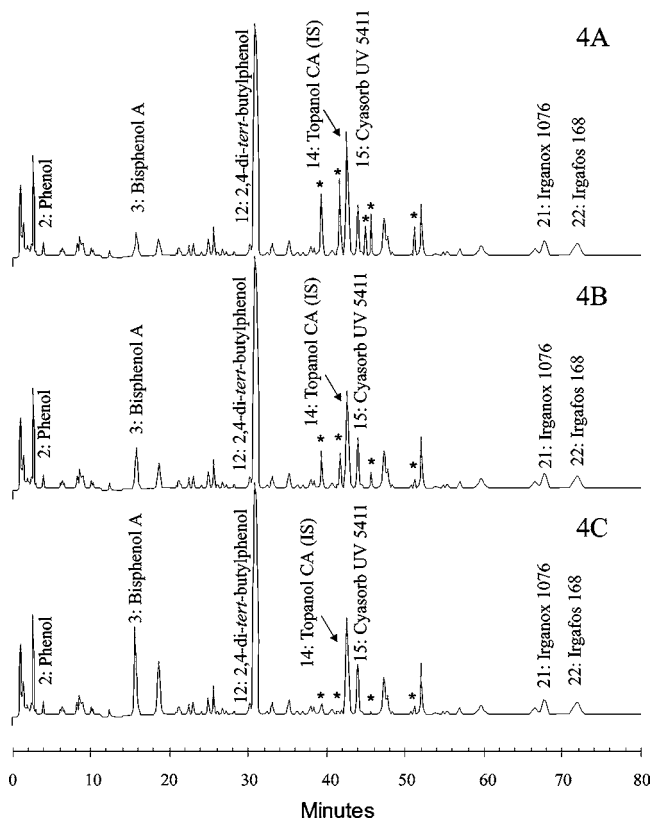 4A
2: Phenol
3: Bisphenol A
12: 2,4-di-tert-butylphenol
14: Topanol CA (IS)
15: Cyasorb UV 5411
21: Irganox 1076
22: Irgafos 168
* * * * *
4B
2: Phenol
3: Bisphenol A
12: 2,4-di-tert-butylphenol
14: Topanol CA (IS)
15: Cyasorb UV 5411
21: Irganox 1076
22: Irgafos 168
* * * *
4C
2: Phenol
3: Bisphenol A
12: 2,4-di-tert-butylphenol
14: Topanol CA (IS)
15: Cyasorb UV 5411
21: Irganox 1076
22: Irgafos 168
* * * *
0 10 20 30 40 50 60 70 80
Minutes